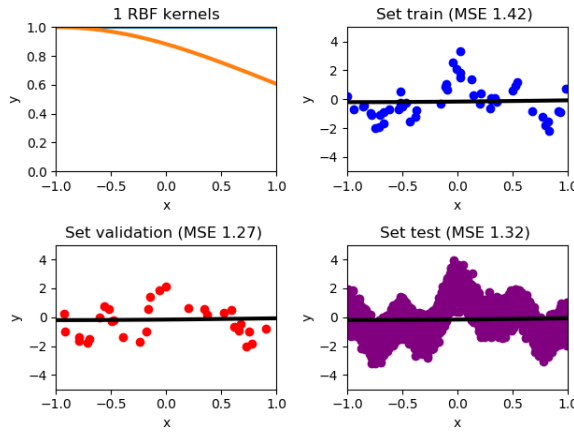 1 RBF kernels
1.0
0.8
0.6
0.4
0.2
0.0
y
−1.0 −0.5 0.0 0.5 1.0
x
Set train (MSE 1.42)
4
2
0
−2
−4
y
−1.0 −0.5 0.0 0.5 1.0
x
Set validation (MSE 1.27)
4
2
0
−2
−4
y
−1.0 −0.5 0.0 0.5 1.0
x
Set test (MSE 1.32)
4
2
0
−2
−4
y
−1.0 −0.5 0.0 0.5 1.0
x